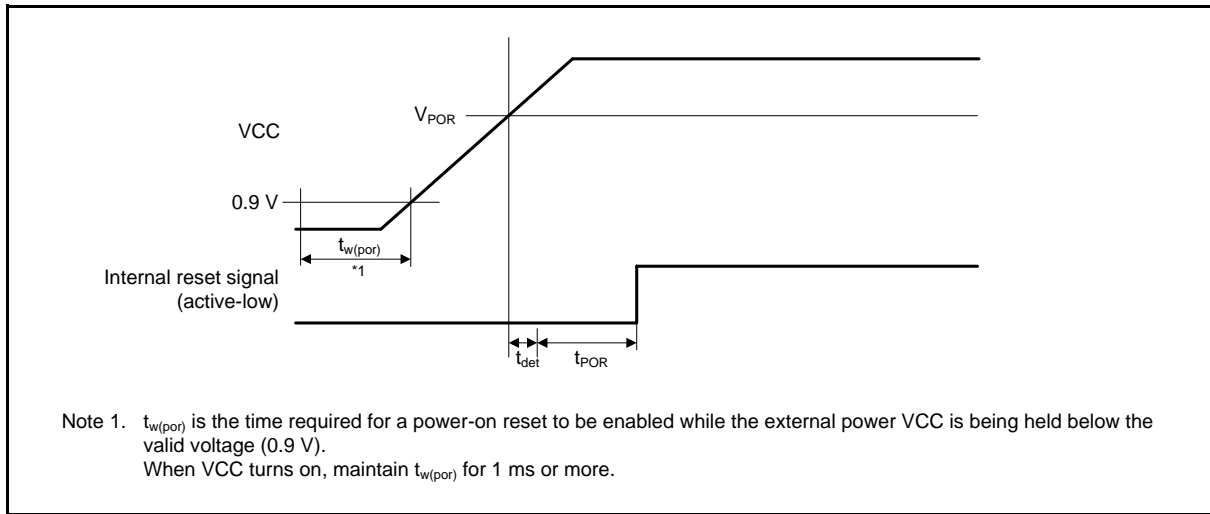 V_POR
VCC
0.9 V
t_w(por)
*1
Internal reset signal
(active-low)
t_det
t_POR
Note 1. t_w(por) is the time required for a power-on reset to be enabled while the external power VCC is being held below the
valid voltage (0.9 V).
When VCC turns on, maintain t_w(por) for 1 ms or more.